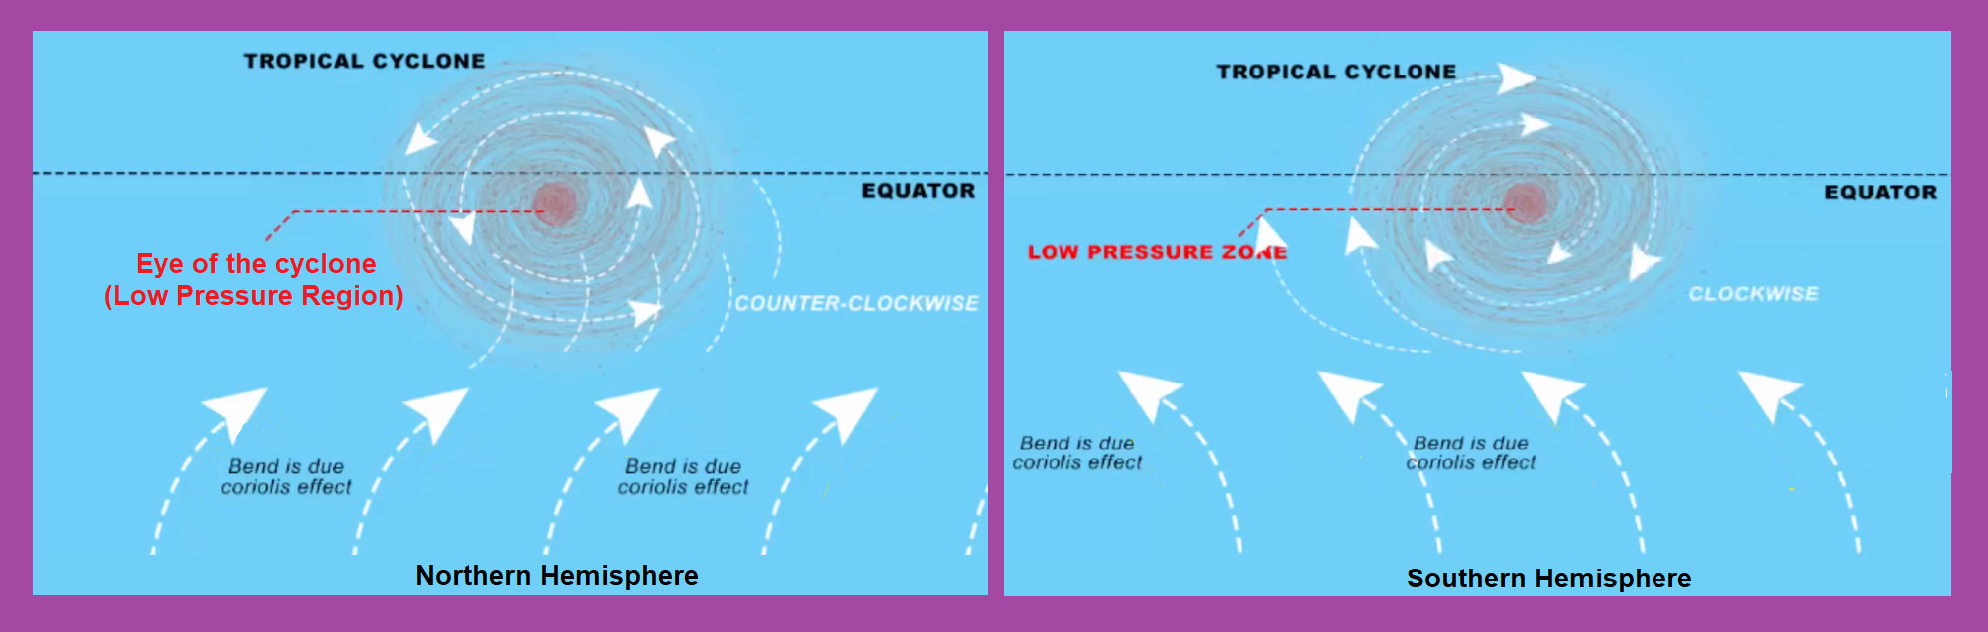 TROPICAL CYCLONE
EQUATOR
Eye of the cyclone
(Low Pressure Region)
COUNTER-CLOCKWISE
Bend is due
coriolis effect
Bend is due
coriolis effect
Northern Hemisphere
TROPICAL CYCLONE
EQUATOR
LOW PRESSURE ZONE
CLOCKWISE
Bend is due
coriolis effect
Bend is due
coriolis effect
Southern Hemisphere